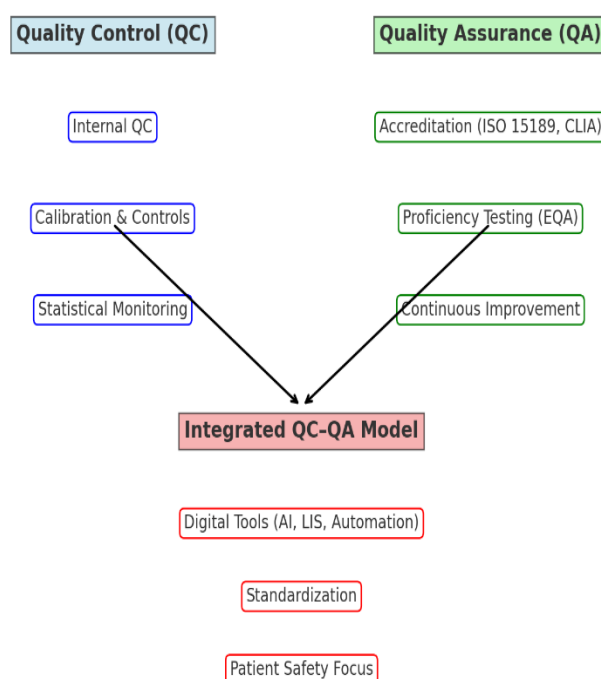 Quality Control (QC)
Quality Assurance (QA)
Internal QC
Accreditation (ISO 15189, CLIA)
Calibration & Controls
Proficiency Testing (EQA)
Statistical Monitoring
Continuous Improvement
Integrated QC–QA Model
Digital Tools (AI, LIS, Automation)
Standardization
Patient Safety Focus